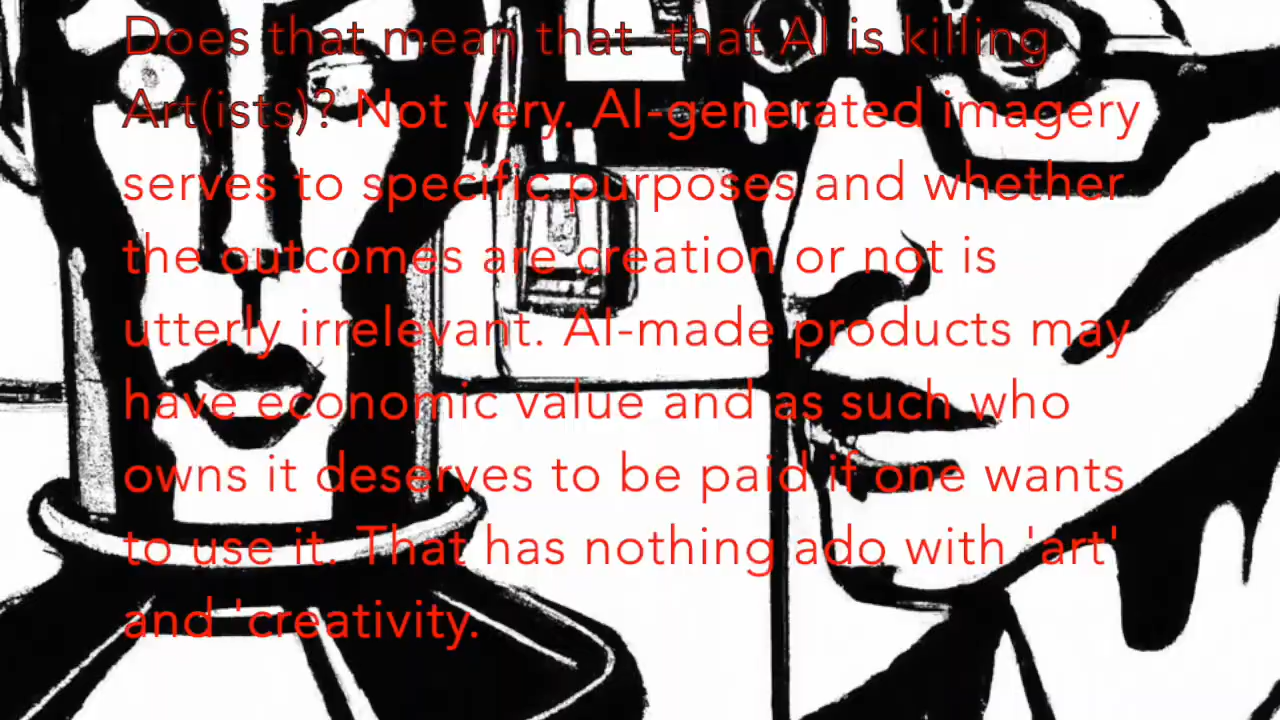 Does that mean that  that AI is killing
Art(ists)? Not very. AI-generated imagery
serves to specific purposes and whether
the outcomes are creation or not is
utterly irrelevant. AI-made products may
have economic value and as such who
owns it deserves to be paid if one wants
to use it. That has nothing ado with 'art'
and 'creativity.